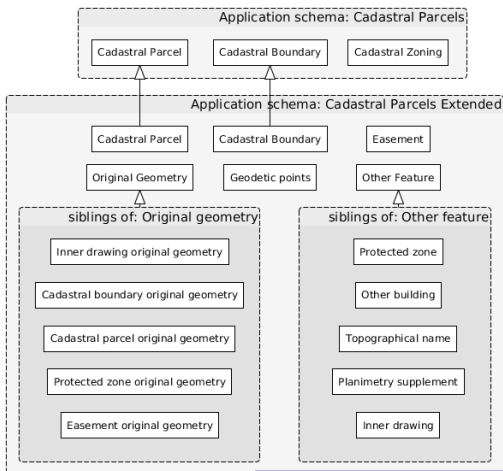 Application schema: Cadastral Parcels
Cadastral Parcel
Cadastral Boundary
Cadastral Zoning
Application schema: Cadastral Parcels Extended
Cadastral Parcel
Cadastral Boundary
Easement
Original Geometry
Geodetic points
Other Feature
siblings of: Original geometry
Inner drawing original geometry
Cadastral boundary original geometry
Cadastral parcel original geometry
Protected zone original geometry
Easement original geometry
siblings of: Other feature
Protected zone
Other building
Topographical name
Planimetry supplement
Inner drawing